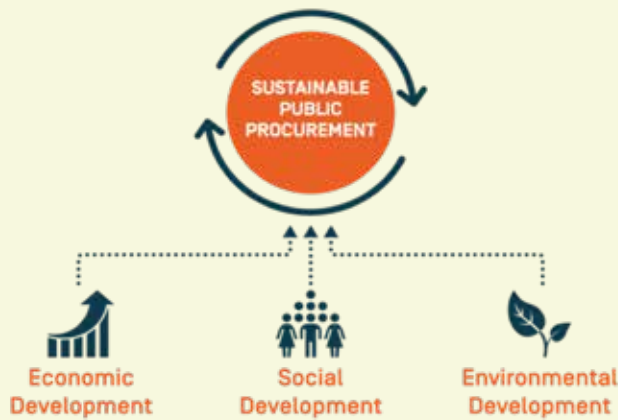 SUSTAINABLE
PUBLIC
PROCUREMENT
Economic
Development
Social
Development
Environmental
Development